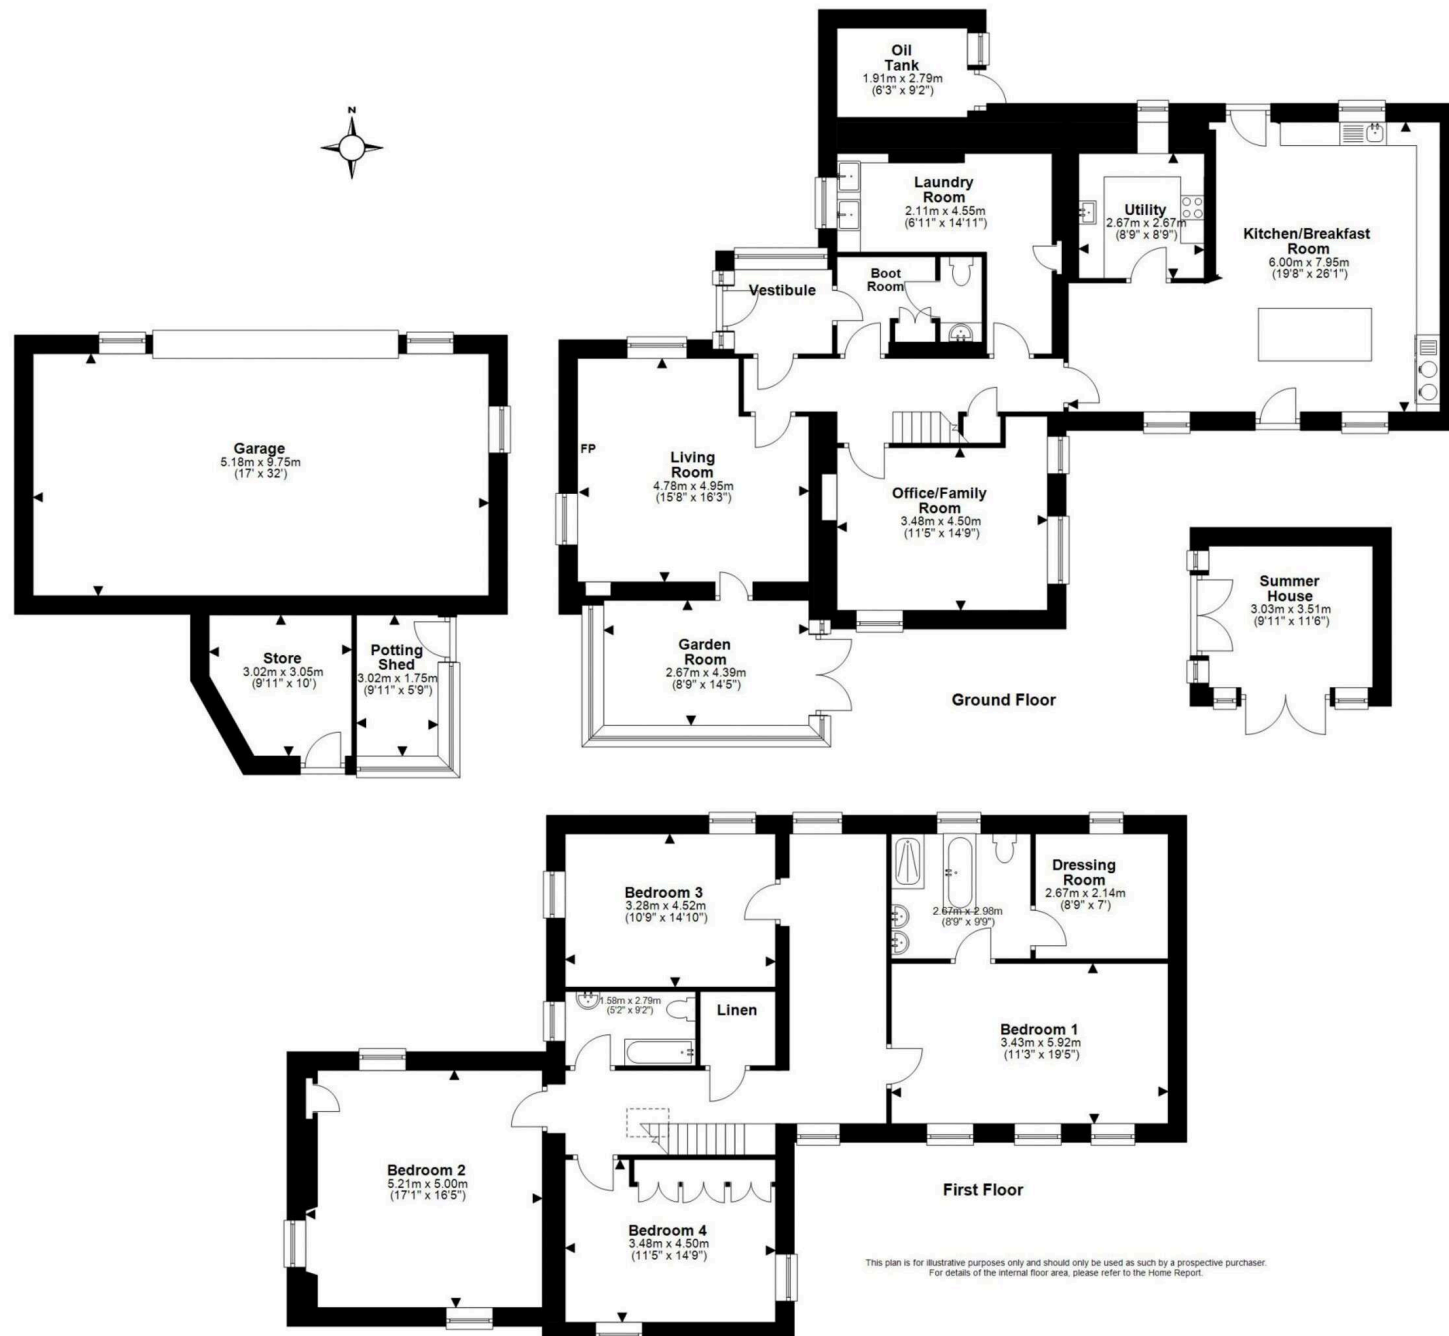 Oil
Tank
1.91m x 2.79m
(6'3" x 9'2")
N
Laundry
Room
2.11m x 4.55m
(6'11" x 14'11")
Utility
2.67m x 2.67m
(8'9" x 8'9")
Kitchen/Breakfast
Room
6.00m x 7.95m
(19'8" x 26'1")
Boot
Room
Vestibule
Garage
5.18m x 9.75m
(17' x 32')
FP
Living
Room
4.78m x 4.95m
(15'8" x 16'3")
Office/Family
Room
3.48m x 4.50m
(11'5" x 14'9")
Summer
House
3.03m x 3.51m
(9'11" x 11'6")
Store
3.02m x 3.05m
(9'11" x 10')
Potting
Shed
3.02m x 1.75m
(9'11" x 5'9")
Garden
Room
2.67m x 4.39m
(8'9" x 14'5")
Ground Floor
Bedroom 3
3.28m x 4.52m
(10'9" x 14'10")
2.67m x 2.98m
(8'9" x 9'9")
Dressing
Room
2.67m x 2.14m
(8'9" x 7')
1.58m x 2.79m
(5'2" x 9'2")
Linen
Bedroom 1
3.43m x 5.92m
(11'3" x 19'5")
Bedroom 2
5.21m x 5.00m
(17'1" x 16'5")
Bedroom 4
3.48m x 4.50m
(11'5" x 14'9")
First Floor
This plan is for illustrative purposes only and should only be used as such by a prospective purchaser.
For details of the internal floor area, please refer to the Home Report.